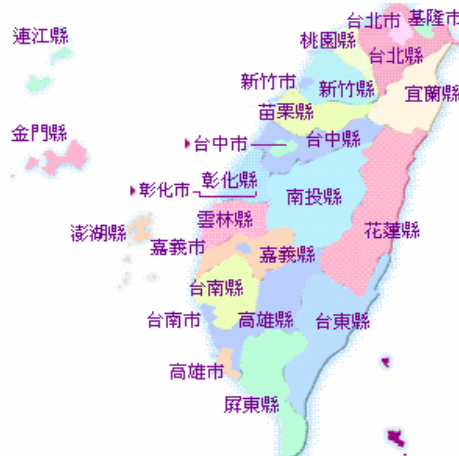 台北市
基隆市
連江縣
桃園縣
台北縣
新竹市
新竹縣
宜蘭縣
苗栗縣
金門縣
台中市
台中縣
彰化縣
彰化市
南投縣
雲林縣
花蓮縣
澎湖縣
嘉義市
嘉義縣
台南縣
台南市
高雄縣
台東縣
高雄市
屏東縣